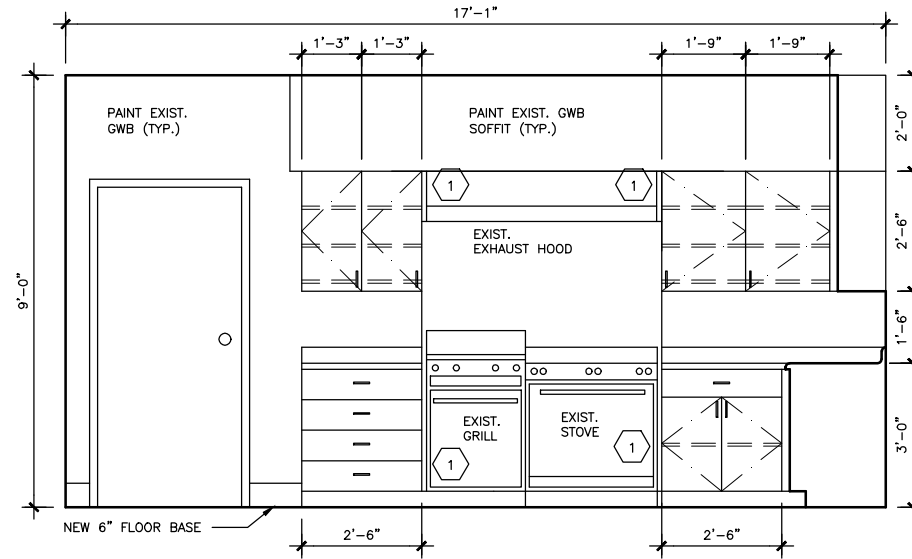 17'-1"
1'-3"
1'-3"
1'-9"
1'-9"
PAINT EXIST.
GWB (TYP.)
PAINT EXIST. GWB
SOFFIT (TYP.)
2'-0"
1
1
2'-6"
EXIST.
EXHAUST HOOD
9'-0"
1'-6"
EXIST.
GRILL
EXIST.
STOVE
1
1
3'-0"
NEW 6" FLOOR BASE
2'-6"
2'-6"